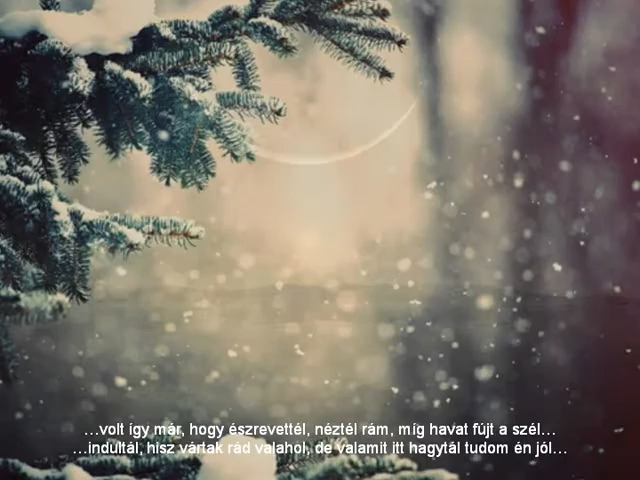 …volt így már, hogy észrevettél, néztél rám, míg havat fújt a szél…
…indultál, hisz vártak rád valahol, de valamit itt hagytál tudom én jól…